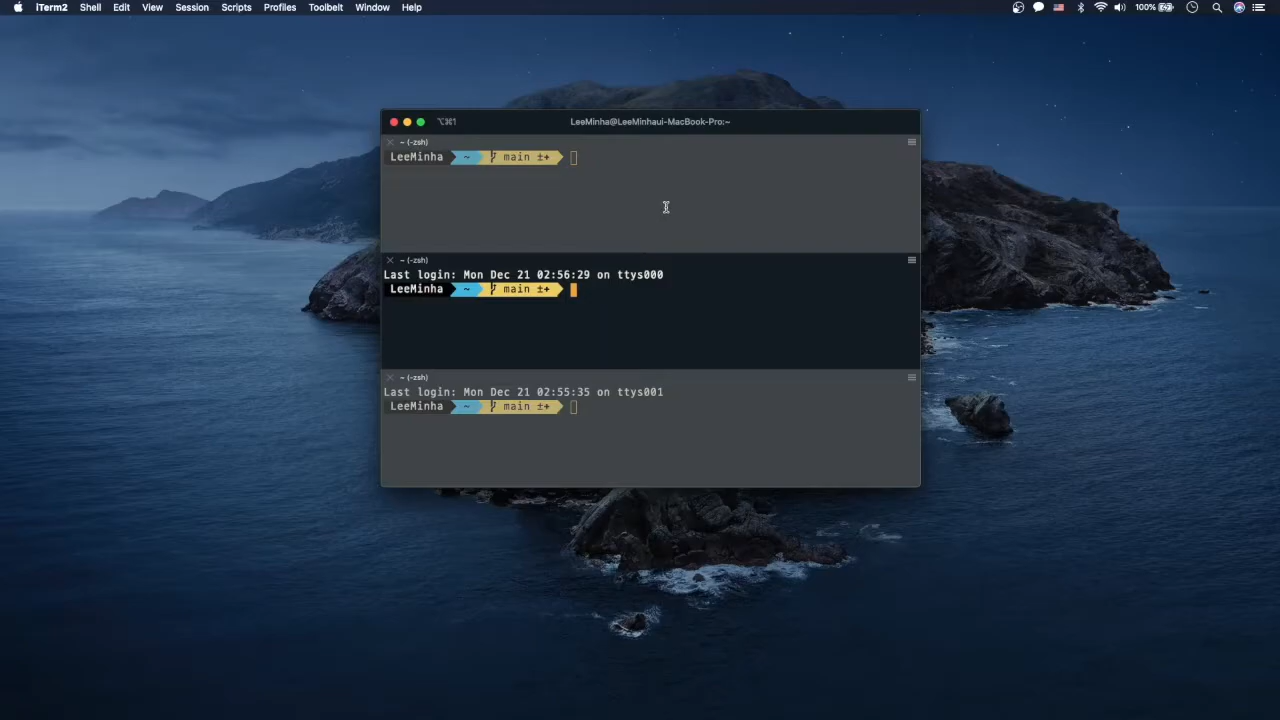 iTerm2 Shell Edit View Session Scripts Profiles Toolbelt Window Help 100%
⌥⌘1 LeeMinha@LeeMinhaui-MacBook-Pro:~
~ (-zsh)
LeeMinha ~ main ±+
~ (-zsh)
Last login: Mon Dec 21 02:56:29 on ttys000
LeeMinha ~ main ±+
~ (-zsh)
Last login: Mon Dec 21 02:55:35 on ttys001
LeeMinha ~ main ±+